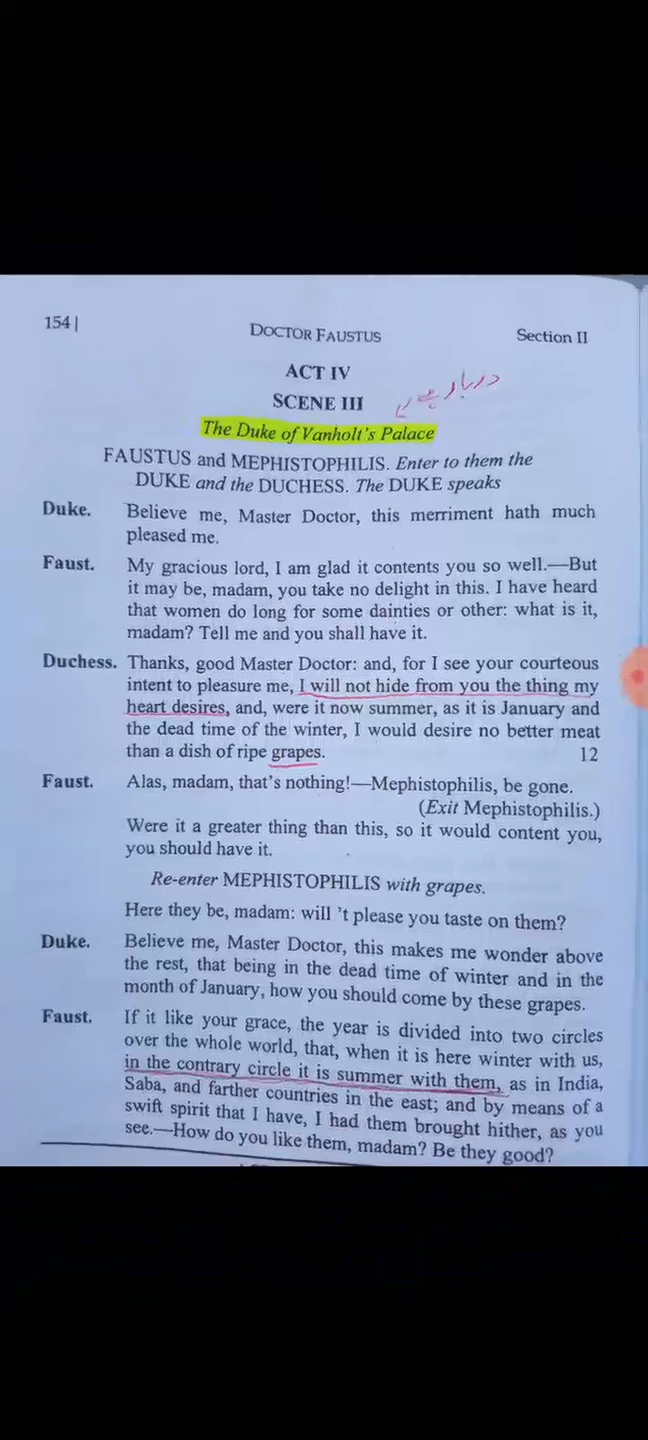 154|
DOCTOR FAUSTUS
Section II
ACT IV
SCENE III
The Duke of Vanholt's Palace
FAUSTUS and MEPHISTOPHILIS. Enter to them the
DUKE and the DUCHESS. The DUKE speaks
Duke. Believe me, Master Doctor, this merriment hath much
pleased me.
Faust. My gracious lord, I am glad it contents you so well.—But
it may be, madam, you take no delight in this. I have heard
that women do long for some dainties or other: what is it,
madam? Tell me and you shall have it.
Duchess. Thanks, good Master Doctor: and, for I see your courteous
intent to pleasure me, I will not hide from you the thing my
heart desires, and, were it now summer, as it is January and
the dead time of the winter, I would desire no better meat
than a dish of ripe grapes. 12
Faust. Alas, madam, that's nothing!—Mephistophilis, be gone.
(Exit Mephistophilis.)
Were it a greater thing than this, so it would content you,
you should have it.
Re-enter MEPHISTOPHILIS with grapes.
Here they be, madam: will 't please you taste on them?
Duke. Believe me, Master Doctor, this makes me wonder above
the rest, that being in the dead time of winter and in the
month of January, how you should come by these grapes.
Faust. If it like your grace, the year is divided into two circles
over the whole world, that, when it is here winter with us,
in the contrary circle it is summer with them, as in India,
Saba, and farther countries in the east; and by means of a
swift spirit that I have, I had them brought hither, as you
see.—How do you like them, madam? Be they good?